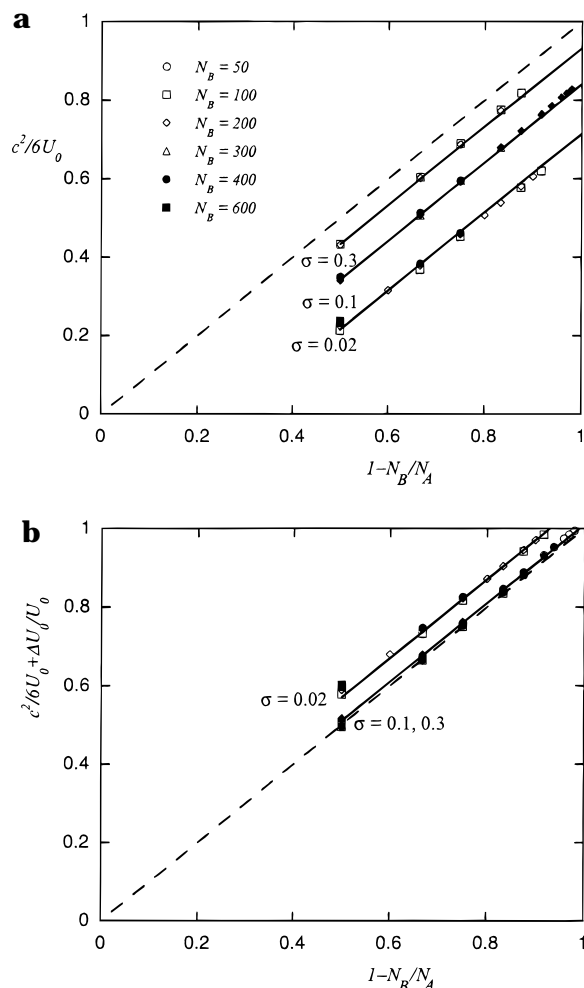 a
1
0.8
0.6
0.4
0.2
0
c²/6U₀
N_B = 50
N_B = 100
N_B = 200
N_B = 300
N_B = 400
N_B = 600
σ = 0.3
σ = 0.1
σ = 0.02
0 0.2 0.4 0.6 0.8 1
1−N_B/N_A
b
1
0.8
0.6
0.4
0.2
0
c²/6U₀+ΔU₀/U₀
σ = 0.02
σ = 0.1, 0.3
0 0.2 0.4 0.6 0.8 1
1−N_B/N_A